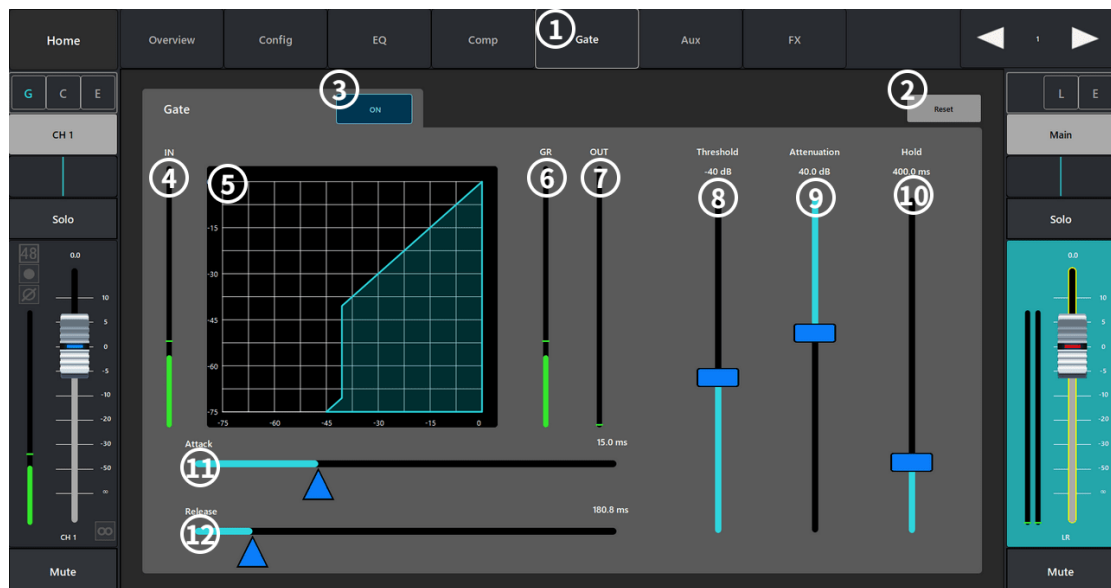 Home
Overview
Config
EQ
Comp
1
Gate
Aux
FX
1
G
C
E
CH 1
Solo
48
0.0
10
5
0
-5
-10
-20
-30
-50
∞
CH 1
Mute
Gate
3
ON
2
Reset
IN
4
5
-15
-30
-45
-60
-75
-75
-60
-45
-30
-15
0
GR
6
OUT
7
Threshold
-40 dB
8
Attenuation
40.0 dB
9
Hold
400.0 ms
10
Attack
15.0 ms
11
Release
180.8 ms
12
L
E
Main
Solo
0.0
10
5
0
-5
-10
-20
-30
-50
∞
LR
Mute